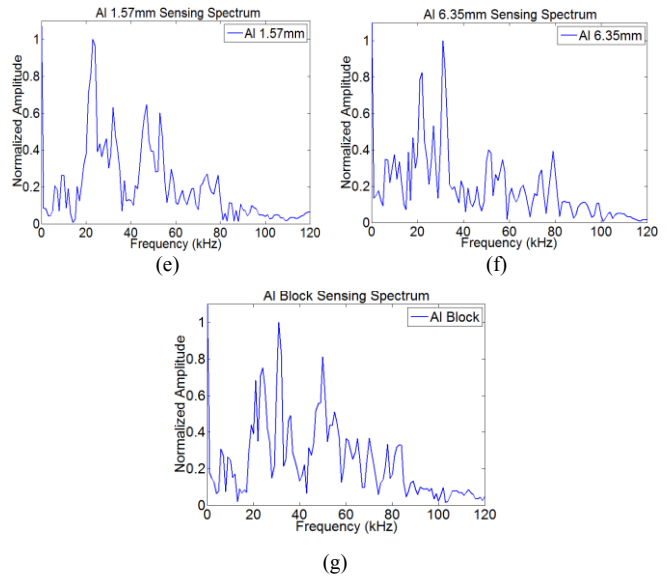 Al 1.57mm Sensing Spectrum
Al 1.57mm
Normalized Amplitude
1
0.8
0.6
0.4
0.2
0
0 20 40 60 80 100 120
Frequency (kHz)
(e)
Al 6.35mm Sensing Spectrum
Al 6.35mm
Normalized Amplitude
1
0.8
0.6
0.4
0.2
0
0 20 40 60 80 100 120
Frequency (kHz)
(f)
Al Block Sensing Spectrum
Al Block
Normalized Amplitude
1
0.8
0.6
0.4
0.2
0
0 20 40 60 80 100 120
Frequency (kHz)
(g)